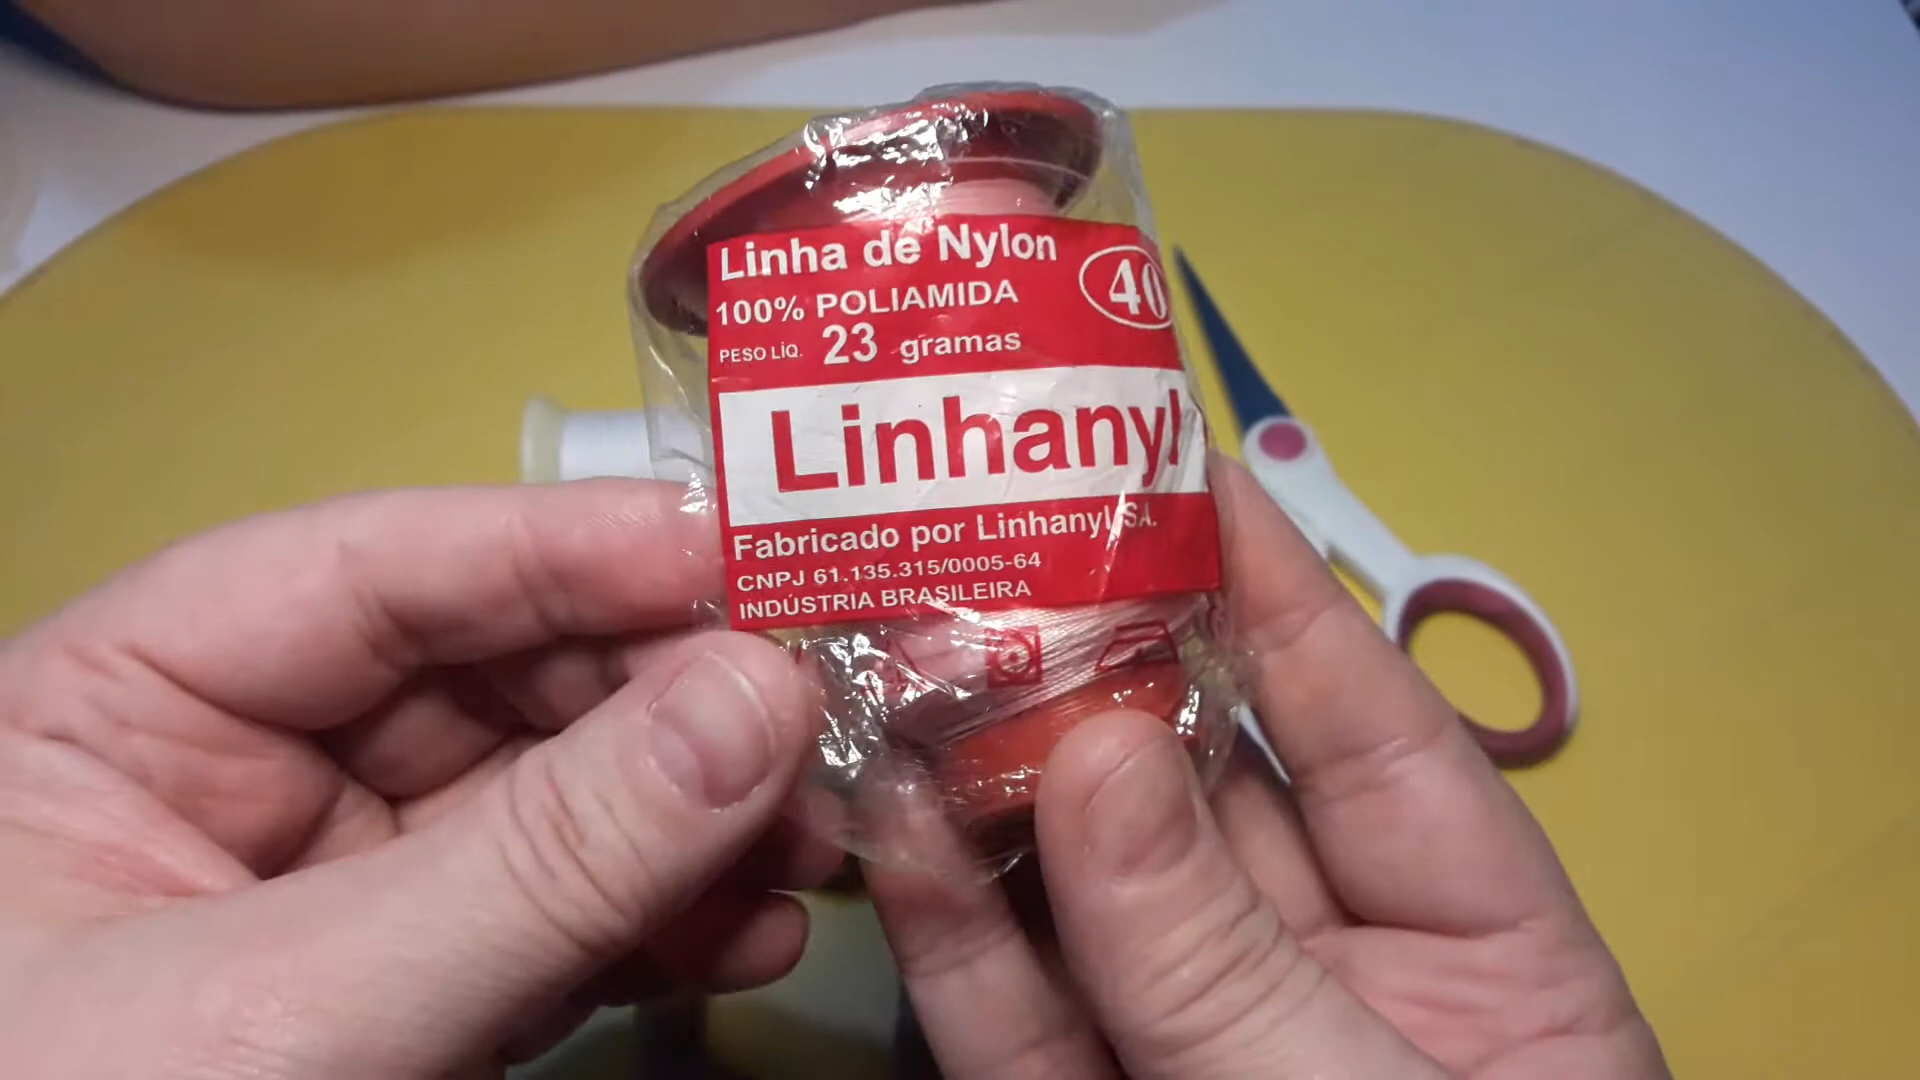 Linha de Nylon
40
100% POLIAMIDA
PESO LÍQ. 23 gramas
Linhanyl
Fabricado por Linhanyl S.A.
CNPJ 61.135.315/0005-64
INDÚSTRIA BRASILEIRA